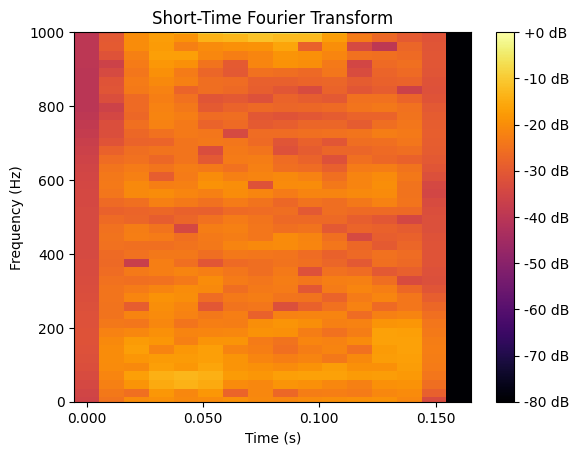 Short-Time Fourier Transform
1000
800
600
400
200
0
Frequency (Hz)
0.000
0.050
0.100
0.150
Time (s)
+0 dB
-10 dB
-20 dB
-30 dB
-40 dB
-50 dB
-60 dB
-70 dB
-80 dB